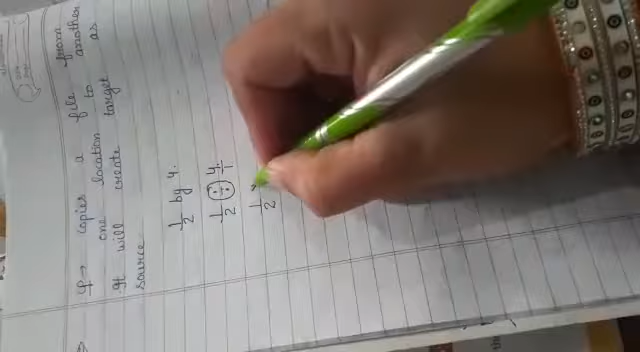 cp → copies a file from
one location to another
It will create target as
source
1/2 by 4.
1/2 ÷ 4/1
1/2